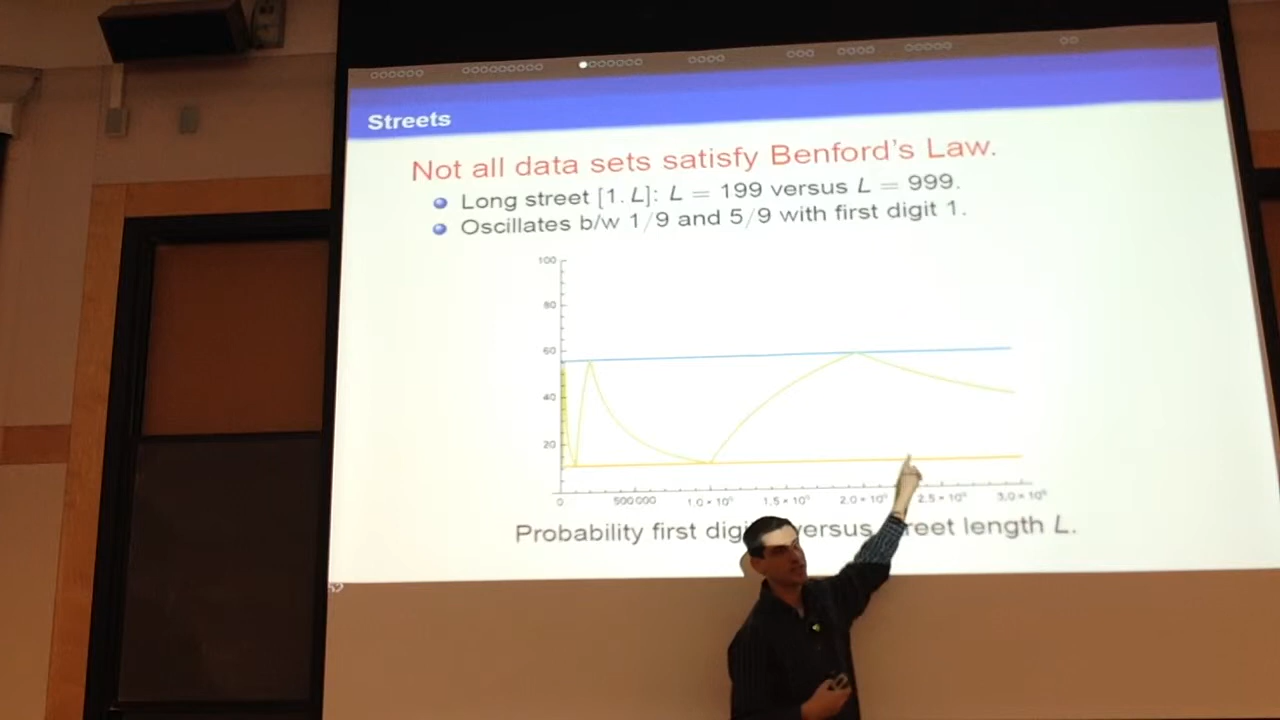 Streets
Not all data sets satisfy Benford's Law.
Long street [1, L]: L = 199 versus L = 999.
Oscillates b/w 1/9 and 5/9 with first digit 1.
100
80
60
40
20
0 500000 1.0 × 10⁶ 1.5 × 10⁶ 2.0 × 10⁶ 2.5 × 10⁶ 3.0 × 10⁶
Probability first versus street length L.